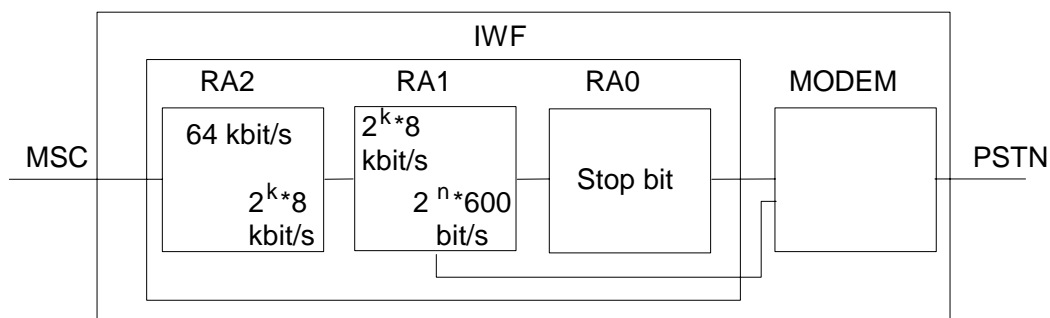 IWF
RA2 RA1 RA0 MODEM
MSC
64 kbit/s
2^k*8
kbit/s
2^k*8
kbit/s
2^n*600
bit/s
Stop bit
PSTN